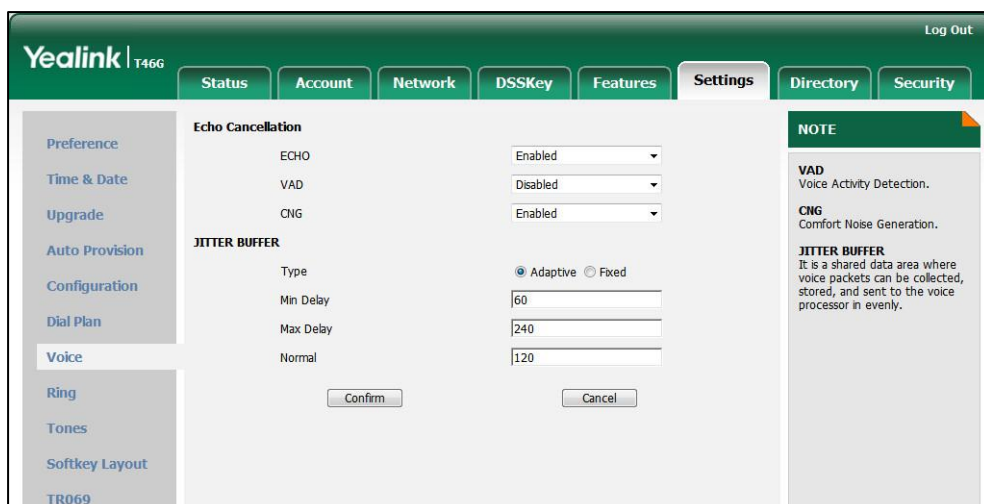 Log Out
Yealink | T46G
Status Account Network DSSKey Features Settings Directory Security
Preference
Time & Date
Upgrade
Auto Provision
Configuration
Dial Plan
Voice
Ring
Tones
Softkey Layout
TR069
Echo Cancellation
ECHO Enabled
VAD Disabled
CNG Enabled
JITTER BUFFER
Type Adaptive Fixed
Min Delay 60
Max Delay 240
Normal 120
Confirm Cancel
NOTE
VAD
Voice Activity Detection.
CNG
Comfort Noise Generation.
JITTER BUFFER
It is a shared data area where
voice packets can be collected,
stored, and sent to the voice
processor in evenly.